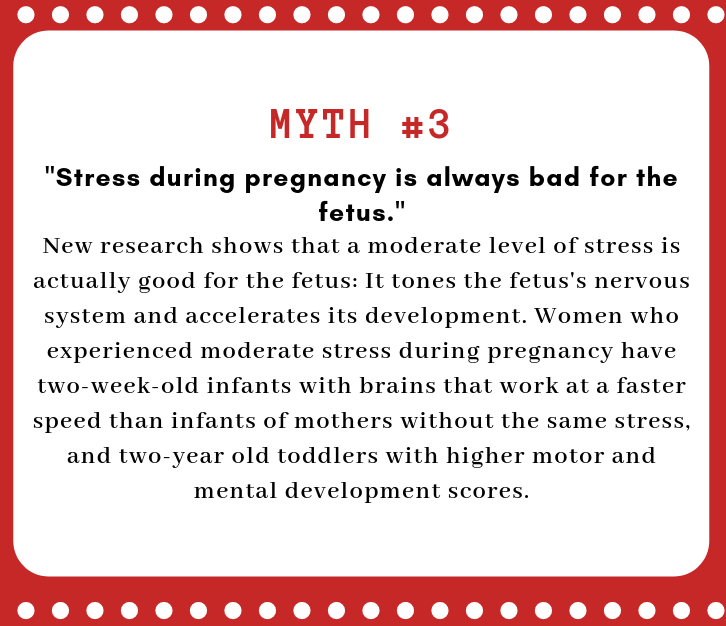 MYTH #3
"Stress during pregnancy is always bad for the
fetus."
New research shows that a moderate level of stress is
actually good for the fetus: It tones the fetus's nervous
system and accelerates its development. Women who
experienced moderate stress during pregnancy have
two-week-old infants with brains that work at a faster
speed than infants of mothers without the same stress,
and two-year old toddlers with higher motor and
mental development scores.